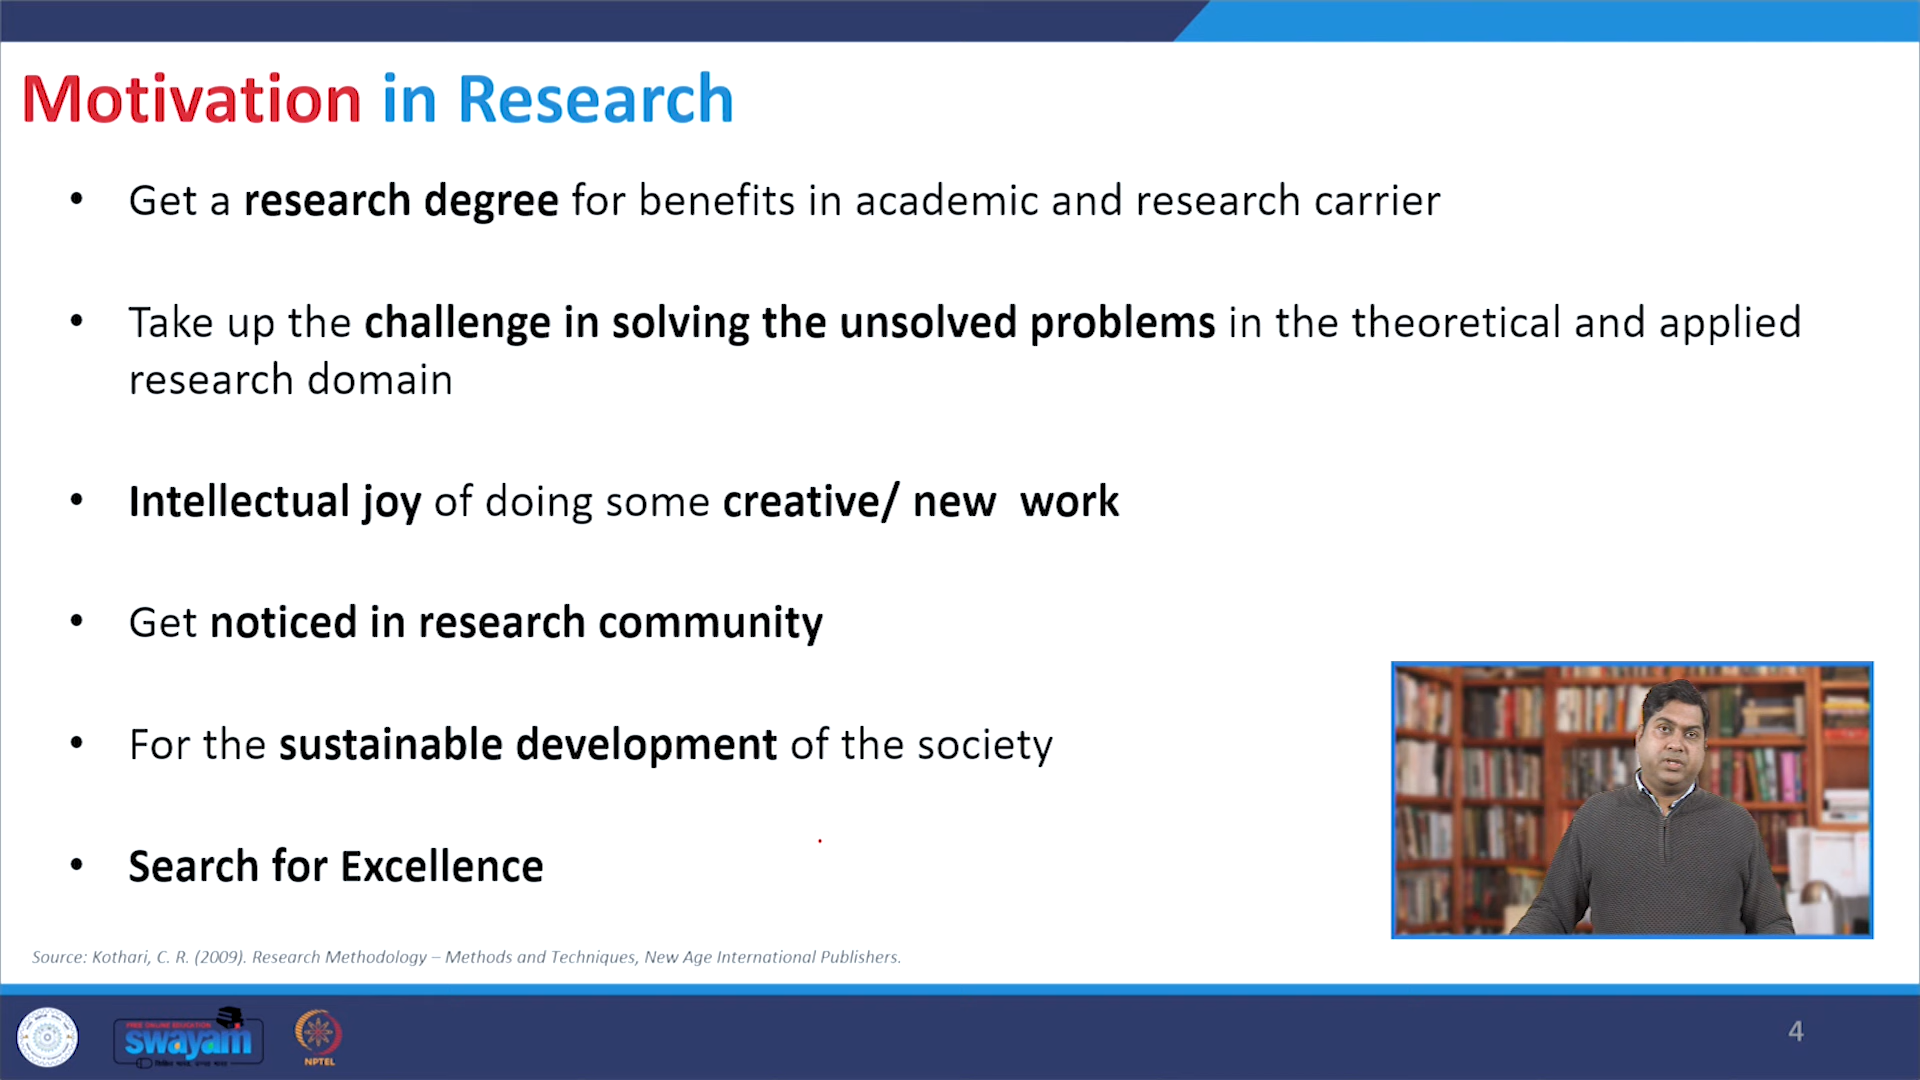 Motivation in Research
• Get a research degree for benefits in academic and research carrier
• Take up the challenge in solving the unsolved problems in the theoretical and applied
research domain
• Intellectual joy of doing some creative/ new  work
• Get noticed in research community
• For the sustainable development of the society
• Search for Excellence
Source: Kothari, C. R. (2009). Research Methodology – Methods and Techniques, New Age International Publishers.
FREE ONLINE EDUCATION
swayam
NPTEL
4